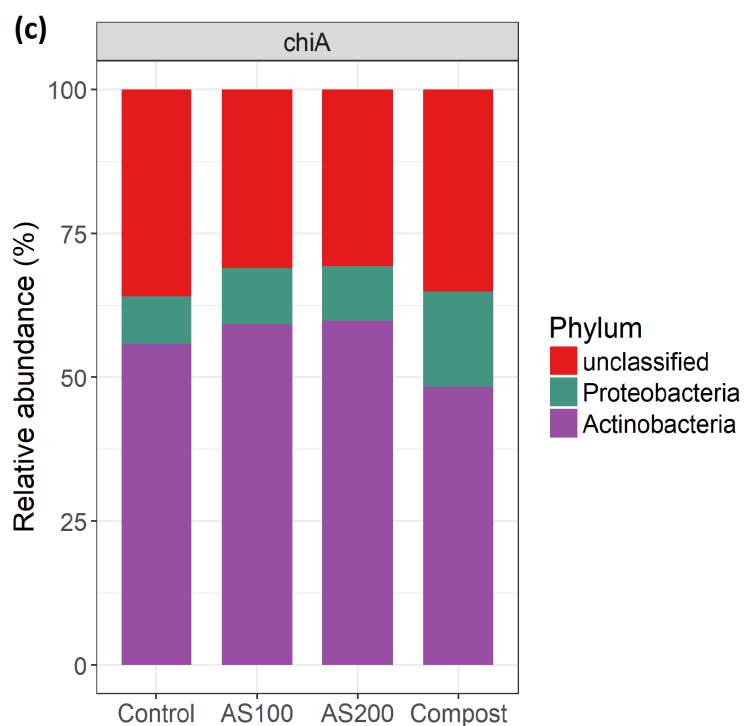 (c)
chiA
Relative abundance (%)
100
75
50
25
0
Control AS100 AS200 Compost
Phylum
unclassified
Proteobacteria
Actinobacteria